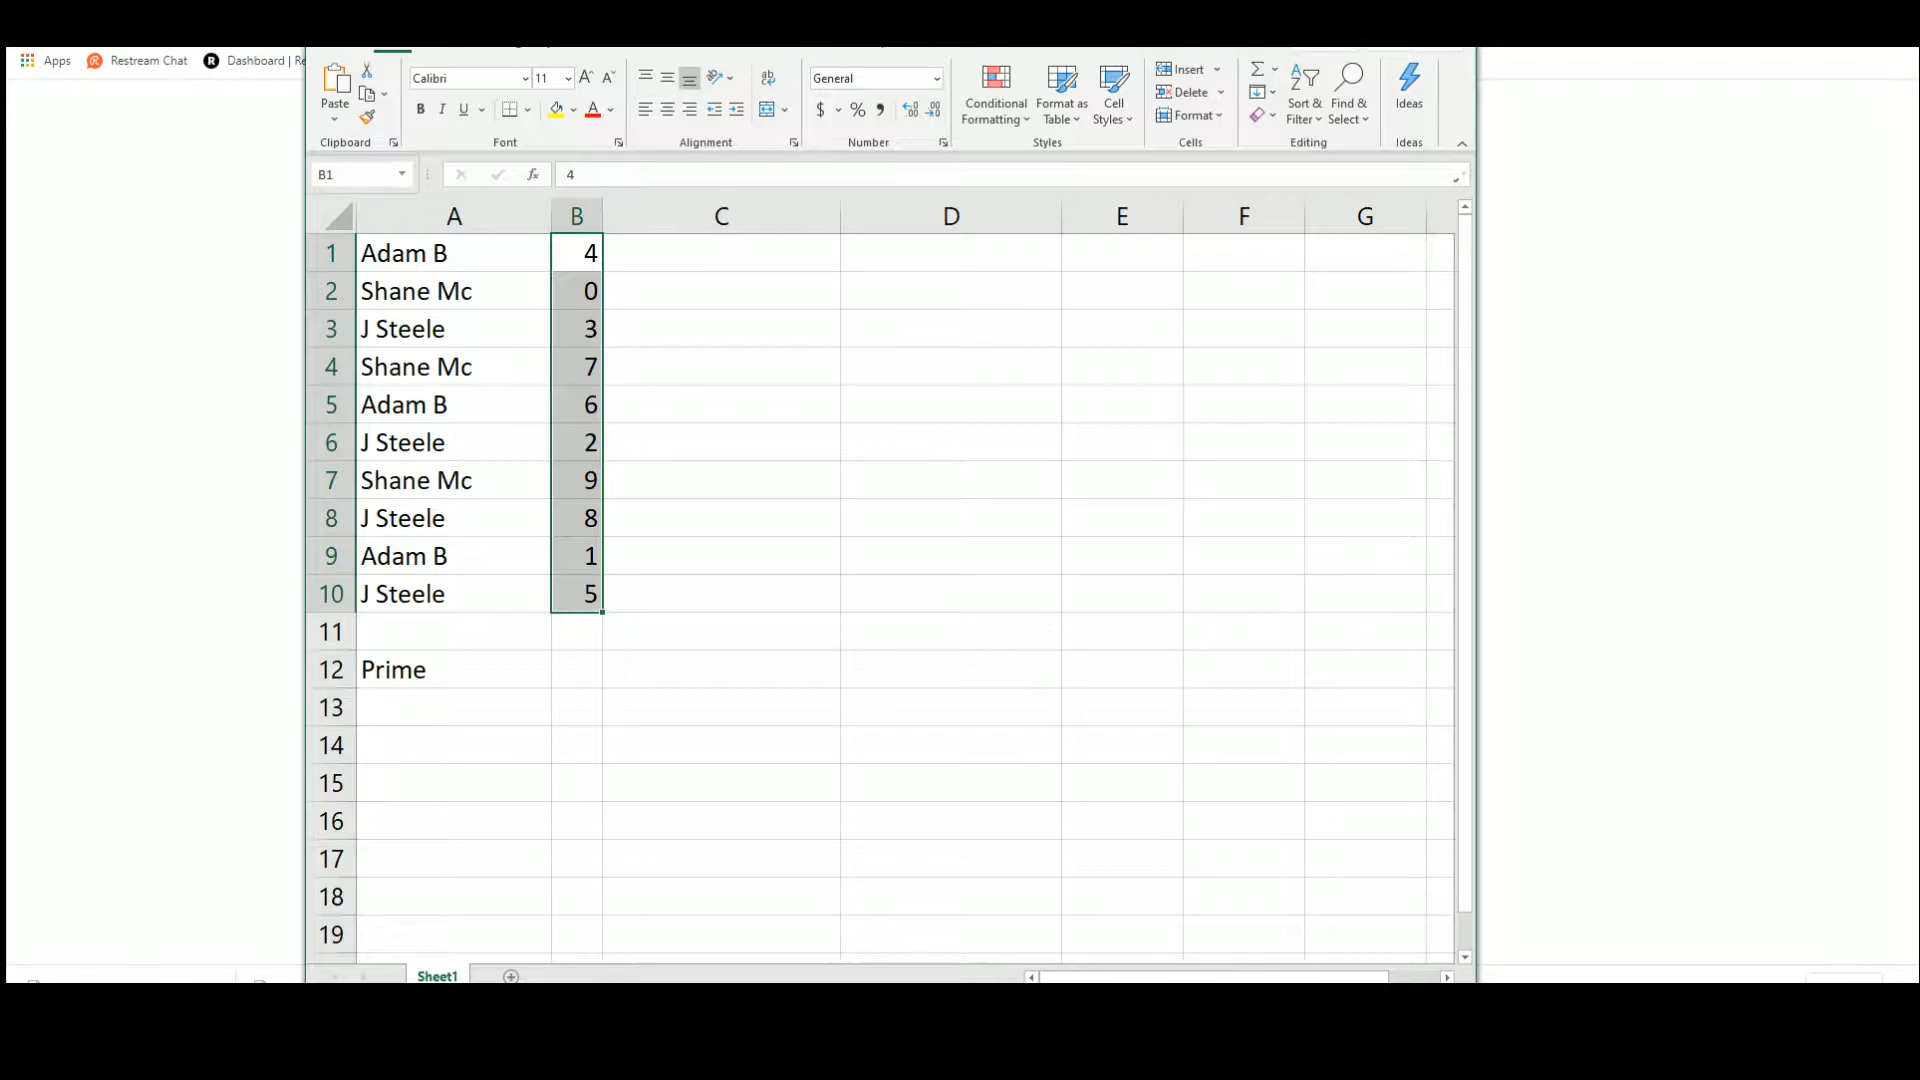 Apps Restream Chat Dashboard | Re
Calibri 11 General
Paste B I U $ % Conditional Formatting Format as Table Cell Styles Insert Delete Format Sort & Filter Find & Select Ideas
Clipboard Font Alignment Number Styles Cells Editing Ideas
B1 fx 4
A B C D E F G
1 Adam B 4
2 Shane Mc 0
3 J Steele 3
4 Shane Mc 7
5 Adam B 6
6 J Steele 2
7 Shane Mc 9
8 J Steele 8
9 Adam B 1
10 J Steele 5
11
12 Prime
13
14
15
16
17
18
19
Sheet1